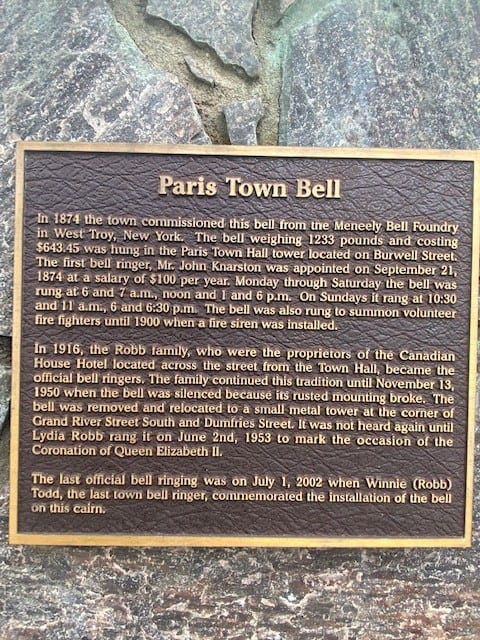 Paris Town Bell
In 1874 the town commissioned this bell from the Meneely Bell Foundry
in West Troy, New York. The bell weighing 1233 pounds and costing
$643.45 was hung in the Paris Town Hall tower located on Burwell Street.
The first bell ringer, Mr. John Knarston was appointed on September 21,
1874 at a salary of $100 per year. Monday through Saturday the bell was
rung at 6 and 7 a.m., noon and 1 and 6 p.m. On Sundays it rang at 10:30
and 11 a.m., 6 and 6:30 p.m. The bell was also rung to summon volunteer
fire fighters until 1900 when a fire siren was installed.
In 1916, the Robb family, who were the proprietors of the Canadian
House Hotel located across the street from the Town Hall, became the
official bell ringers. The family continued this tradition until November 13,
1950 when the bell was silenced because its rusted mounting broke. The
bell was removed and relocated to a small metal tower at the corner of
Grand River Street South and Dumfries Street. It was not heard again until
Lydia Robb rang it on June 2nd, 1953 to mark the occasion of the
Coronation of Queen Elizabeth II.
The last official bell ringing was on July 1, 2002 when Winnie (Robb)
Todd, the last town bell ringer, commemorated the installation of the bell
on this cairn.